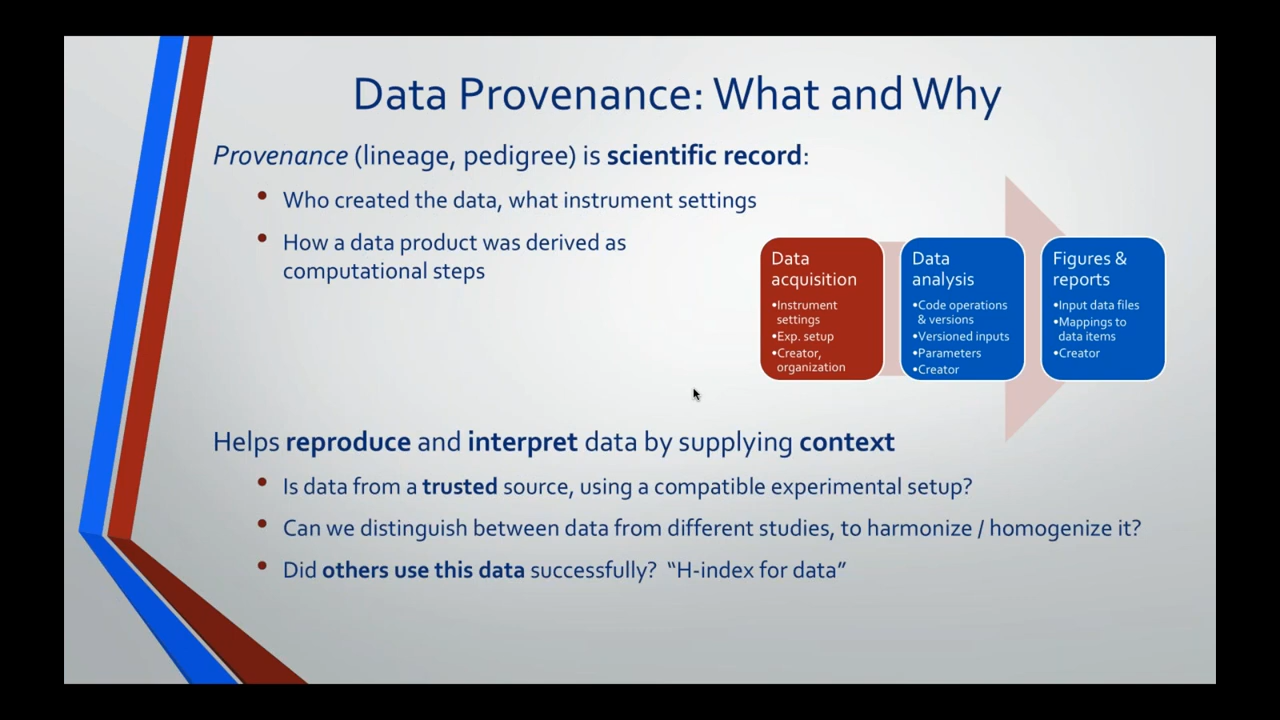 Data Provenance: What and Why
Provenance (lineage, pedigree) is scientific record:
• Who created the data, what instrument settings
• How a data product was derived as
computational steps
Data
acquisition
•Instrument
settings
•Exp. setup
•Creator,
organization
Data
analysis
•Code operations
& versions
•Versioned inputs
•Parameters
•Creator
Figures &
reports
•Input data files
•Mappings to
data items
•Creator
Helps reproduce and interpret data by supplying context
• Is data from a trusted source, using a compatible experimental setup?
• Can we distinguish between data from different studies, to harmonize / homogenize it?
• Did others use this data successfully? “H-index for data”